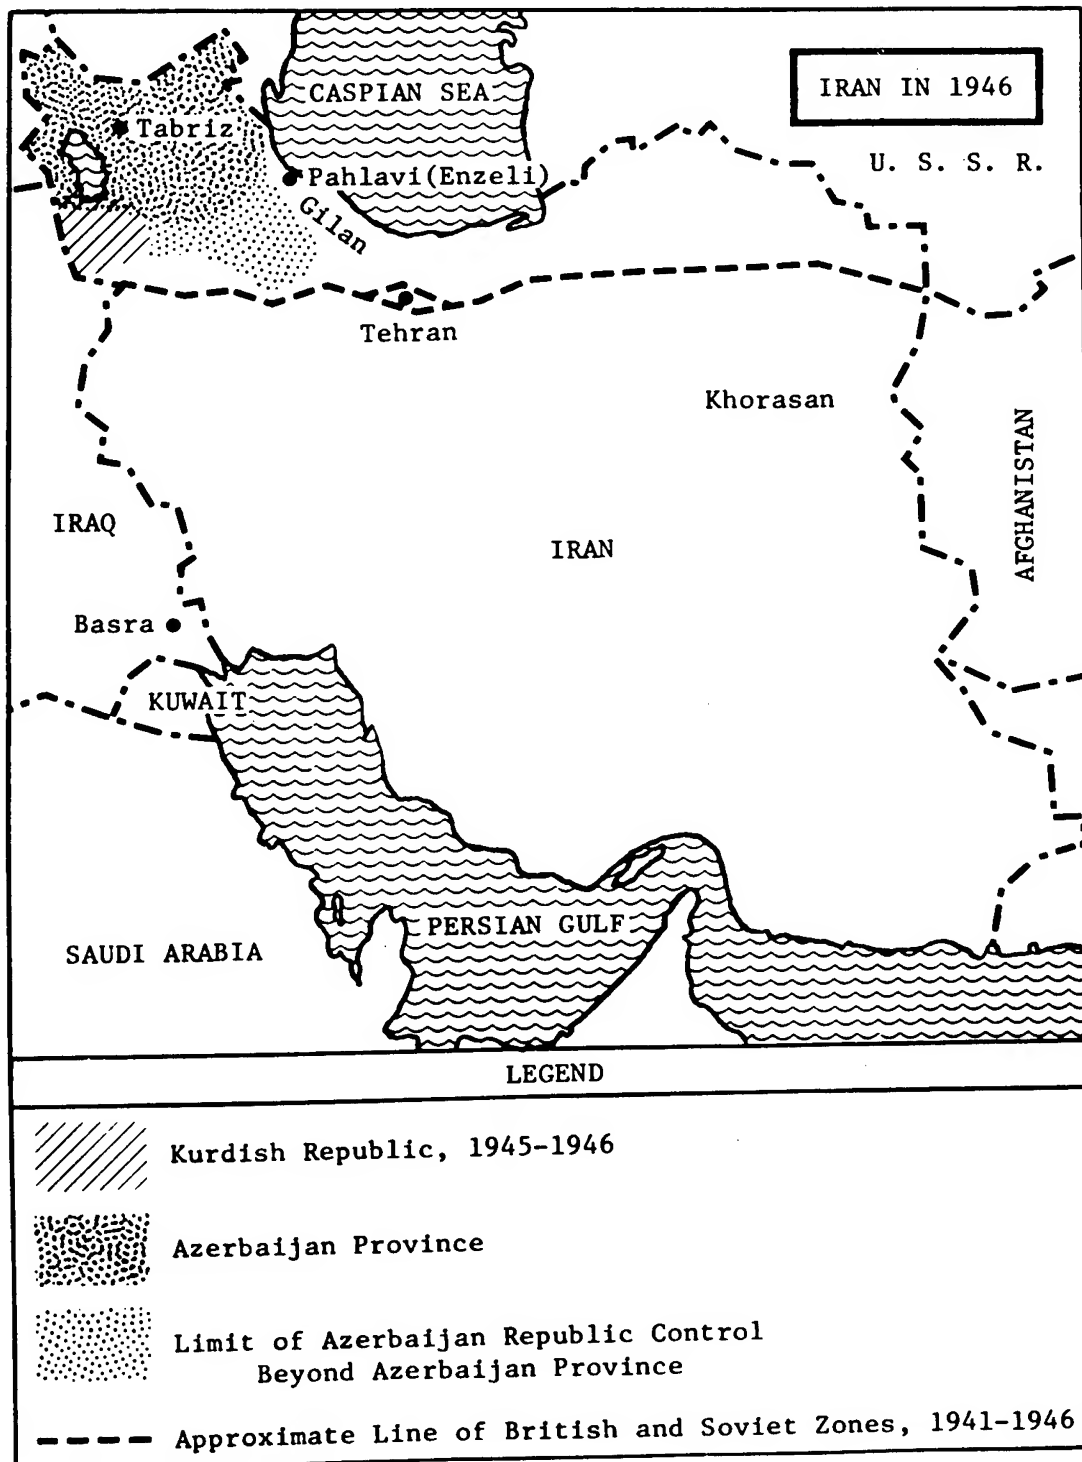 IRAN IN 1946
CASPIAN SEA
U. S. S. R.
Tabriz
Pahlavi(Enzeli)
Gilan
Tehran
Khorasan
AFGHANISTAN
IRAQ
IRAN
Basra
KUWAIT
PERSIAN GULF
SAUDI ARABIA
LEGEND
Kurdish Republic, 1945-1946
Azerbaijan Province
Limit of Azerbaijan Republic Control
Beyond Azerbaijan Province
Approximate Line of British and Soviet Zones, 1941-1946